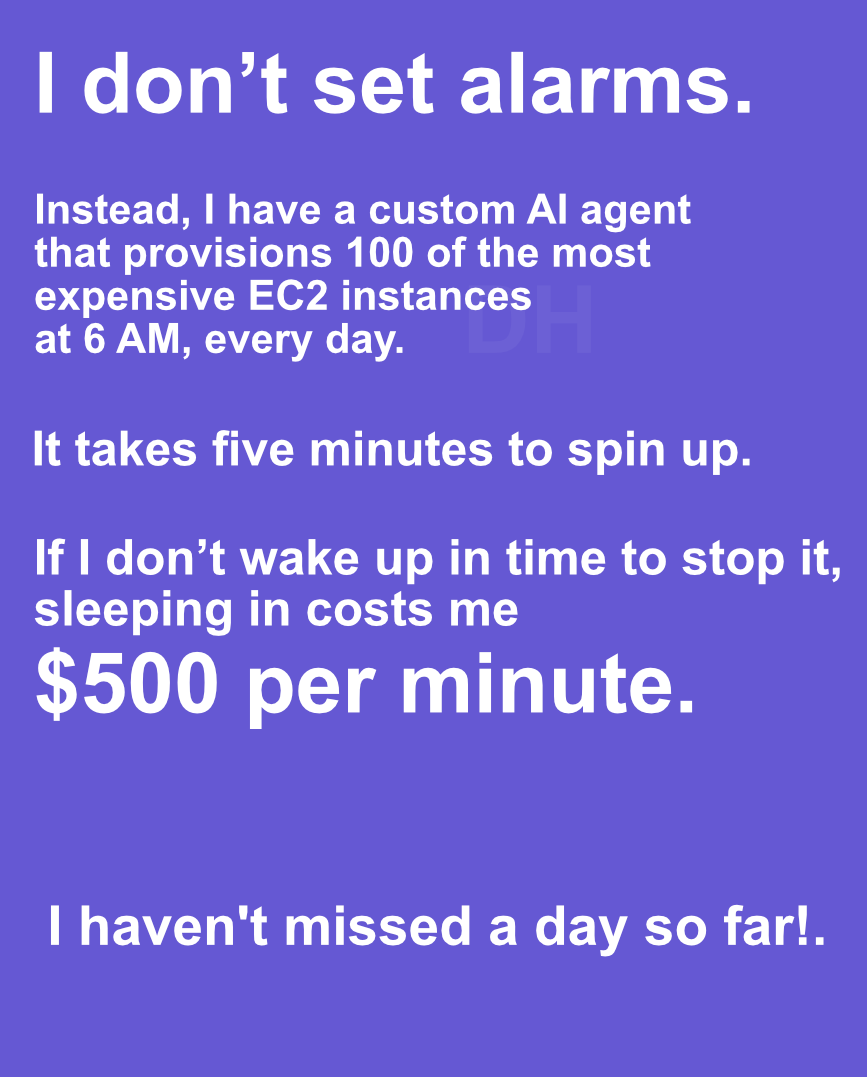 I don’t set alarms.
Instead, I have a custom AI agent
that provisions 100 of the most
expensive EC2 instances
at 6 AM, every day.
DH
It takes five minutes to spin up.
If I don’t wake up in time to stop it,
sleeping in costs me
$500 per minute.
I haven't missed a day so far!.